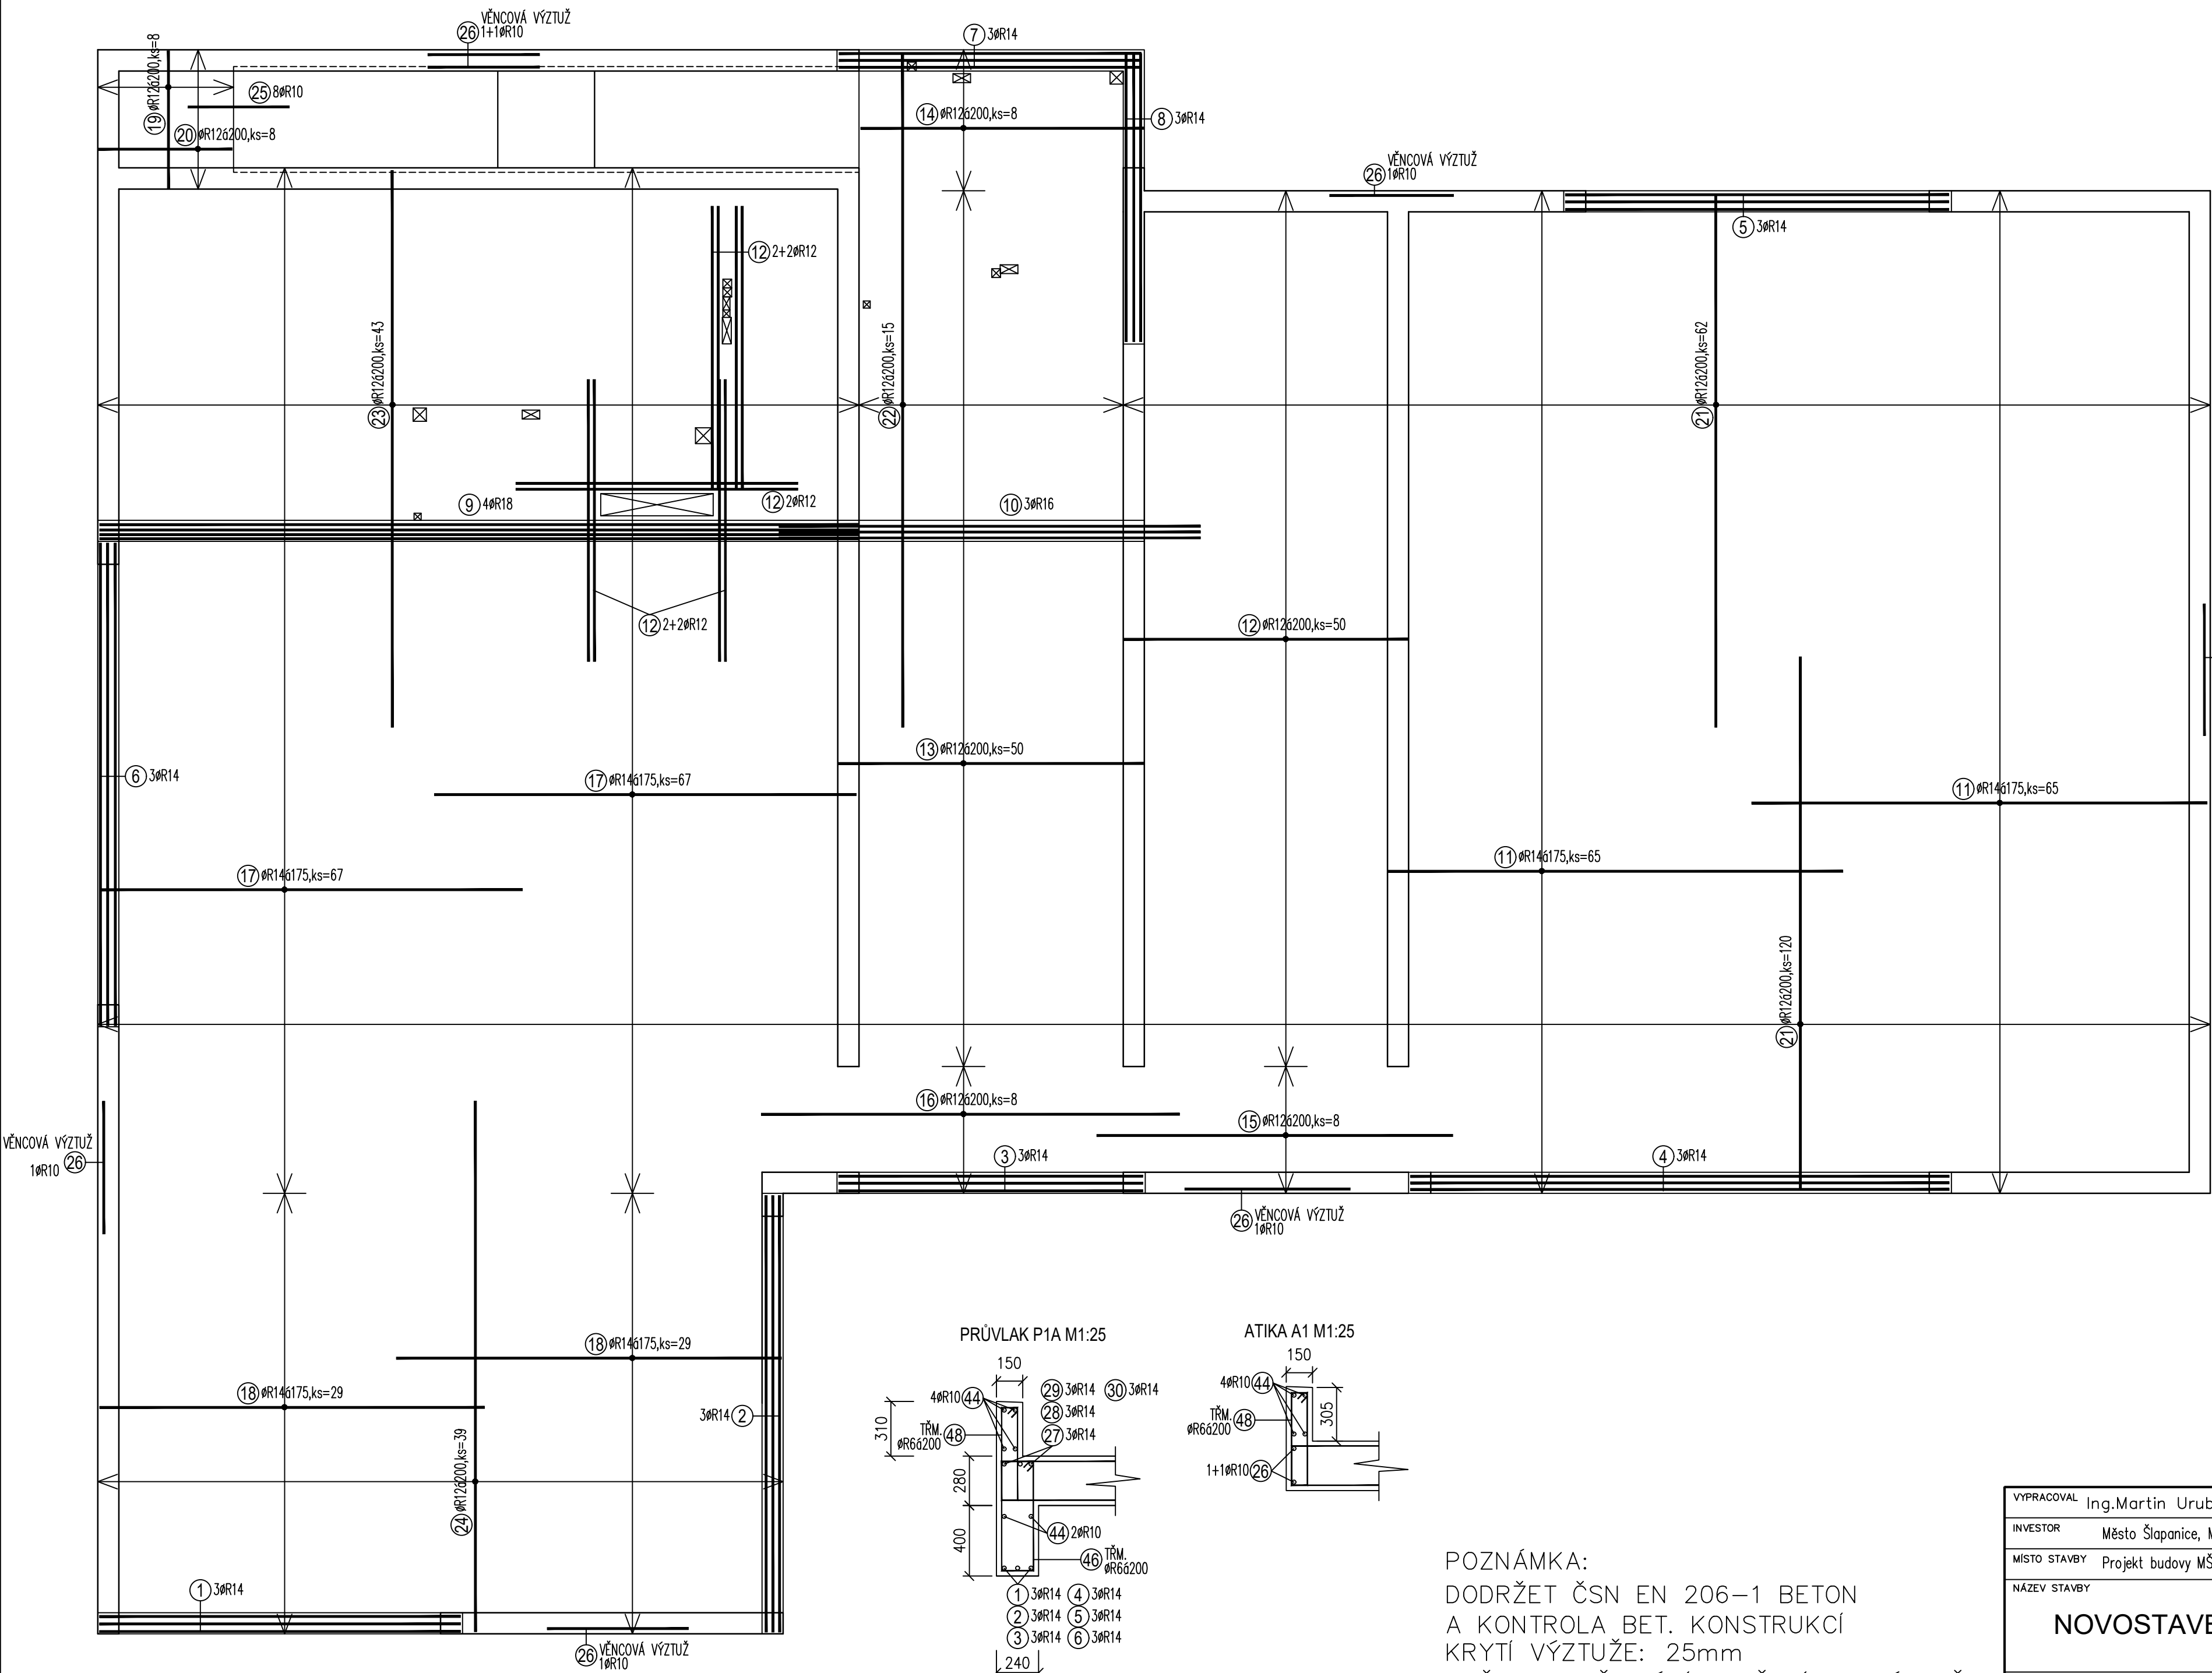 VĚNCOVÁ VÝZTUŽ
26 1+1øR10
7 3øR14
19 øR12á200,ks=8
25 8øR10
20 øR12á200,ks=8
14 øR12á200,ks=8
8 3øR14
VĚNCOVÁ VÝZTUŽ
26 1øR10
5 3øR14
12 2+2øR12
23 øR12á200,ks=43
22 øR12á200,ks=15
21 øR12á200,ks=62
9 4øR18
12 2øR12
10 3øR16
12 2+2øR12
12 øR12á200,ks=50
13 øR12á200,ks=50
6 3øR14
17 øR14á175,ks=67
11 øR14á175,ks=65
17 øR14á175,ks=67
11 øR14á175,ks=65
21 øR12á200,ks=120
16 øR12á200,ks=8
15 øR12á200,ks=8
VĚNCOVÁ VÝZTUŽ
1øR10 26
3 3øR14
4 3øR14
26 VĚNCOVÁ VÝZTUŽ
1øR10
18 øR14á175,ks=29
18 øR14á175,ks=29
3øR14 2
24 øR12á200,ks=39
1 3øR14
26 VĚNCOVÁ VÝZTUŽ
1øR10
PRŮVLAK P1A M1:25
150
4øR10 44
29 3øR14 30 3øR14
28 3øR14
27 3øR14
310
TŘM.
øR6á200 48
280
400
44 2øR10
46 TŘM.
øR6á200
1 3øR14 4 3øR14
2 3øR14 5 3øR14
3 3øR14 6 3øR14
240
ATIKA A1 M1:25
150
4øR10 44
305
TŘM.
øR6á200 48
1+1øR10 26
POZNÁMKA:
DODRŽET ČSN EN 206-1 BETON
A KONTROLA BET. KONSTRUKCÍ
KRYTÍ VÝZTUŽE: 25mm
VYPRACOVAL Ing.Martin Urub
INVESTOR Město Šlapanice, M
MÍSTO STAVBY Projekt budovy MŠ
NÁZEV STAVBY
NOVOSTAVE